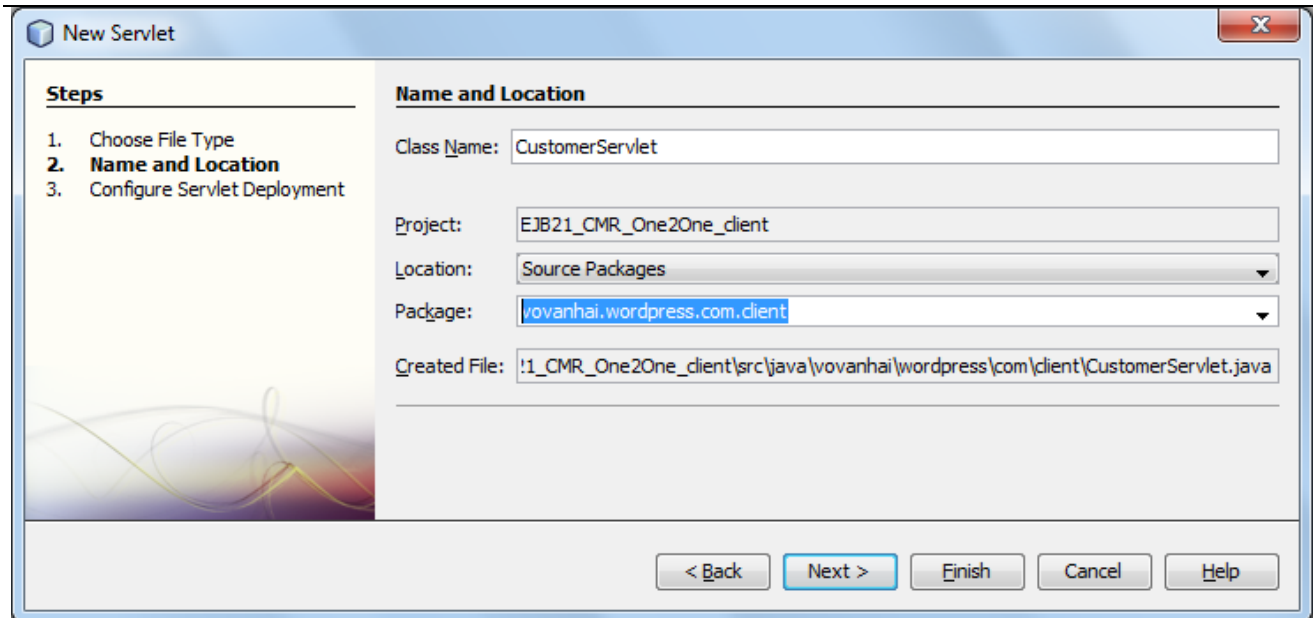 New Servlet
Steps
1. Choose File Type
2. Name and Location
3. Configure Servlet Deployment
Name and Location
Class Name: CustomerServlet
Project: EJB21_CMR_One2One_client
Location: Source Packages
Package: vovanhai.wordpress.com.client
Created File: !1_CMR_One2One_client\src\java\vovanhai\wordpress\com\client\CustomerServlet.java
< Back Next > Finish Cancel Help